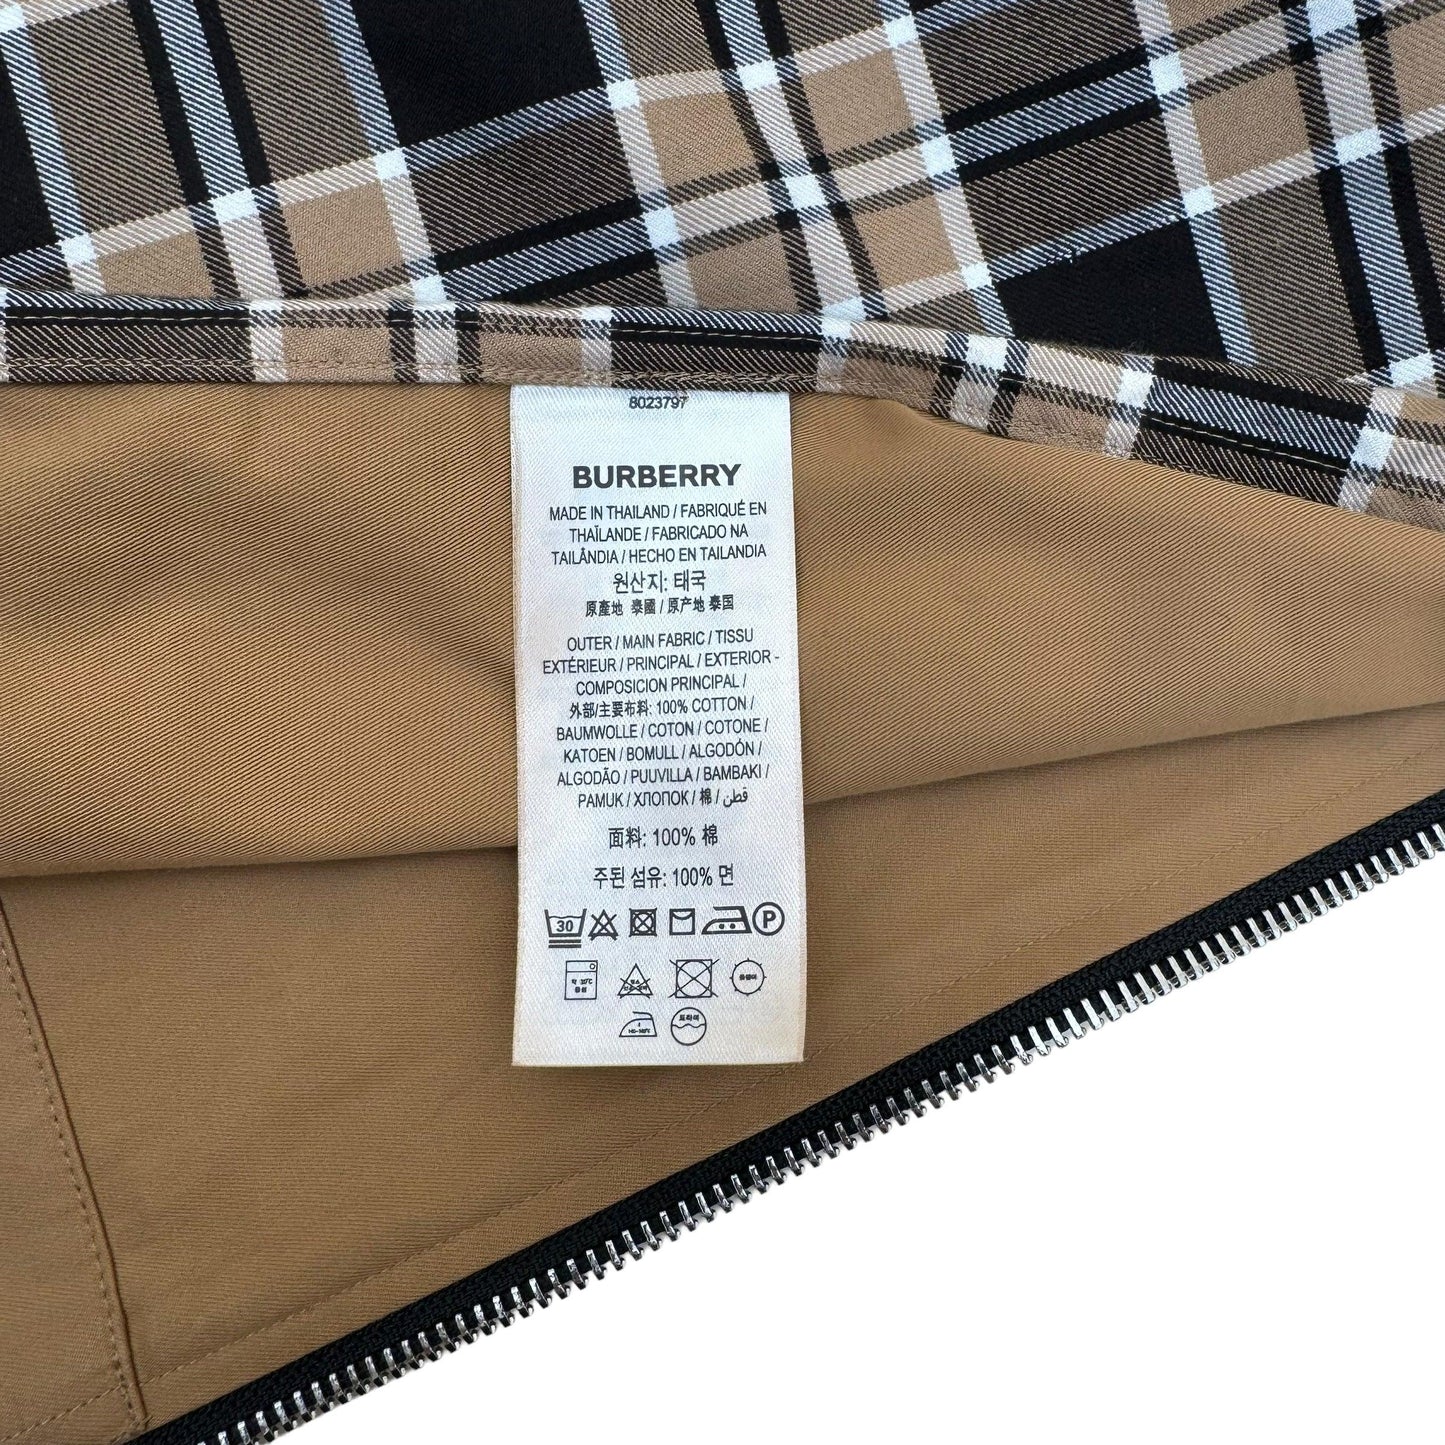 8023797
BURBERRY
MADE IN THAILAND / FABRIQUÉ EN
THAÏLANDE / FABRICADO NA
TAILÂNDIA / HECHO EN TAILANDIA
원산지: 태국
原產地 泰國 / 原产地 泰国
OUTER / MAIN FABRIC / TISSU
EXTÉRIEUR / PRINCIPAL / EXTERIOR -
COMPOSICION PRINCIPAL /
外部/主要布料: 100% COTTON /
BAUMWOLLE / COTON / COTONE /
KATOEN / BOMULL / ALGODÓN /
ALGODÃO / PUUVILLA / BAMBAKI /
PAMUK / ХЛОПОК / 棉 / قطن /
面料: 100% 棉
주된 섬유: 100% 면
30 P
드라이